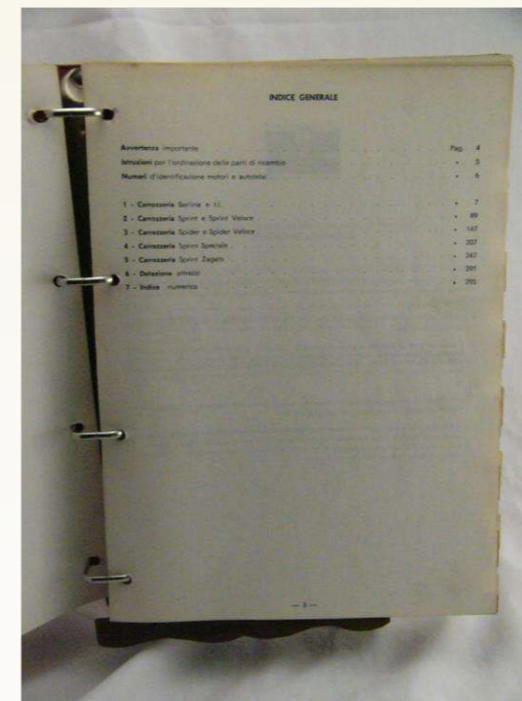 INDICE GENERALE
Avvertenza importante Pag. 4
Istruzioni per l'ordinazione delle parti di ricambio » 5
Numeri d'identificazione motori e autotelai » 6
1 - Carrozzeria Berlina e t.i. » 7
2 - Carrozzeria Sprint e Sprint Veloce » 89
3 - Carrozzeria Spider e Spider Veloce » 147
4 - Carrozzeria Sprint Speciale » 207
5 - Carrozzeria Sprint Zagato » 247
6 - Dotazione attrezzi » 291
7 - Indice numerico » 295
— 3 —